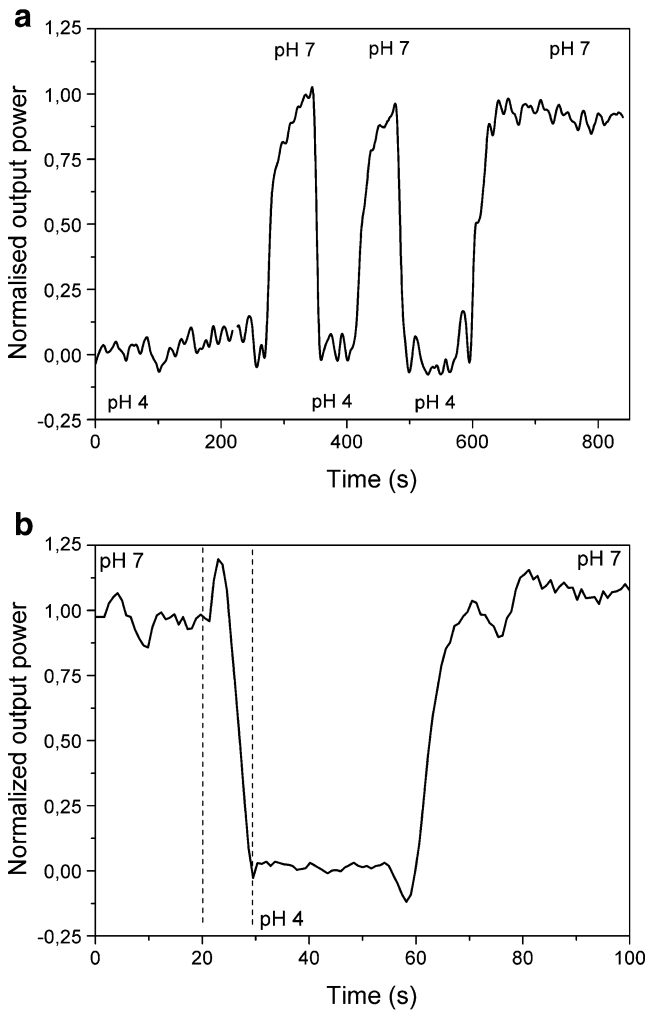 a
1,25
pH 7 pH 7 pH 7
1,00
0,75
0,50
0,25
0,00
pH 4 pH 4 pH 4
-0,25
0 200 400 600 800
Normalised output power
Time (s)
b
1,25
pH 7 pH 7
1,00
0,75
0,50
0,25
0,00
pH 4
-0,25
0 20 40 60 80 100
Normalized output power
Time (s)